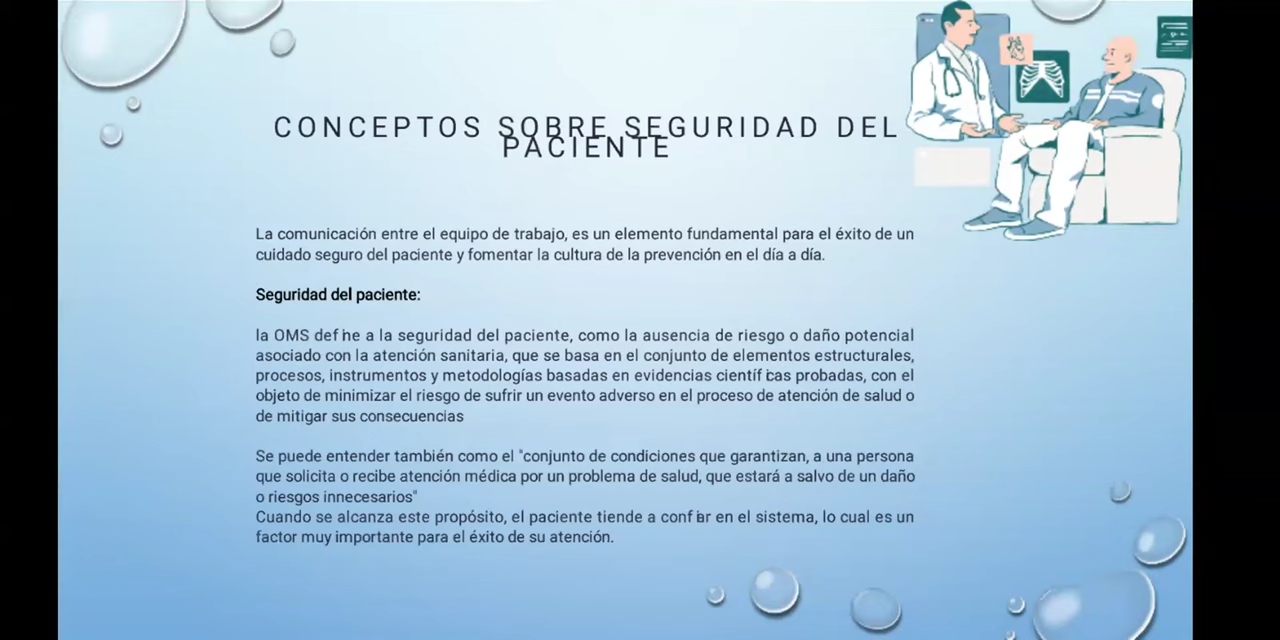 CONCEPTOS SOBRE SEGURIDAD DEL
PACIENTE
La comunicación entre el equipo de trabajo, es un elemento fundamental para el éxito de un
cuidado seguro del paciente y fomentar la cultura de la prevención en el día a día.
Seguridad del paciente:
la OMS define a la seguridad del paciente, como la ausencia de riesgo o daño potencial
asociado con la atención sanitaria, que se basa en el conjunto de elementos estructurales,
procesos, instrumentos y metodologías basadas en evidencias científicas probadas, con el
objeto de minimizar el riesgo de sufrir un evento adverso en el proceso de atención de salud o
de mitigar sus consecuencias
Se puede entender también como el "conjunto de condiciones que garantizan, a una persona
que solicita o recibe atención médica por un problema de salud, que estará a salvo de un daño
o riesgos innecesarios"
Cuando se alcanza este propósito, el paciente tiende a confiar en el sistema, lo cual es un
factor muy importante para el éxito de su atención.